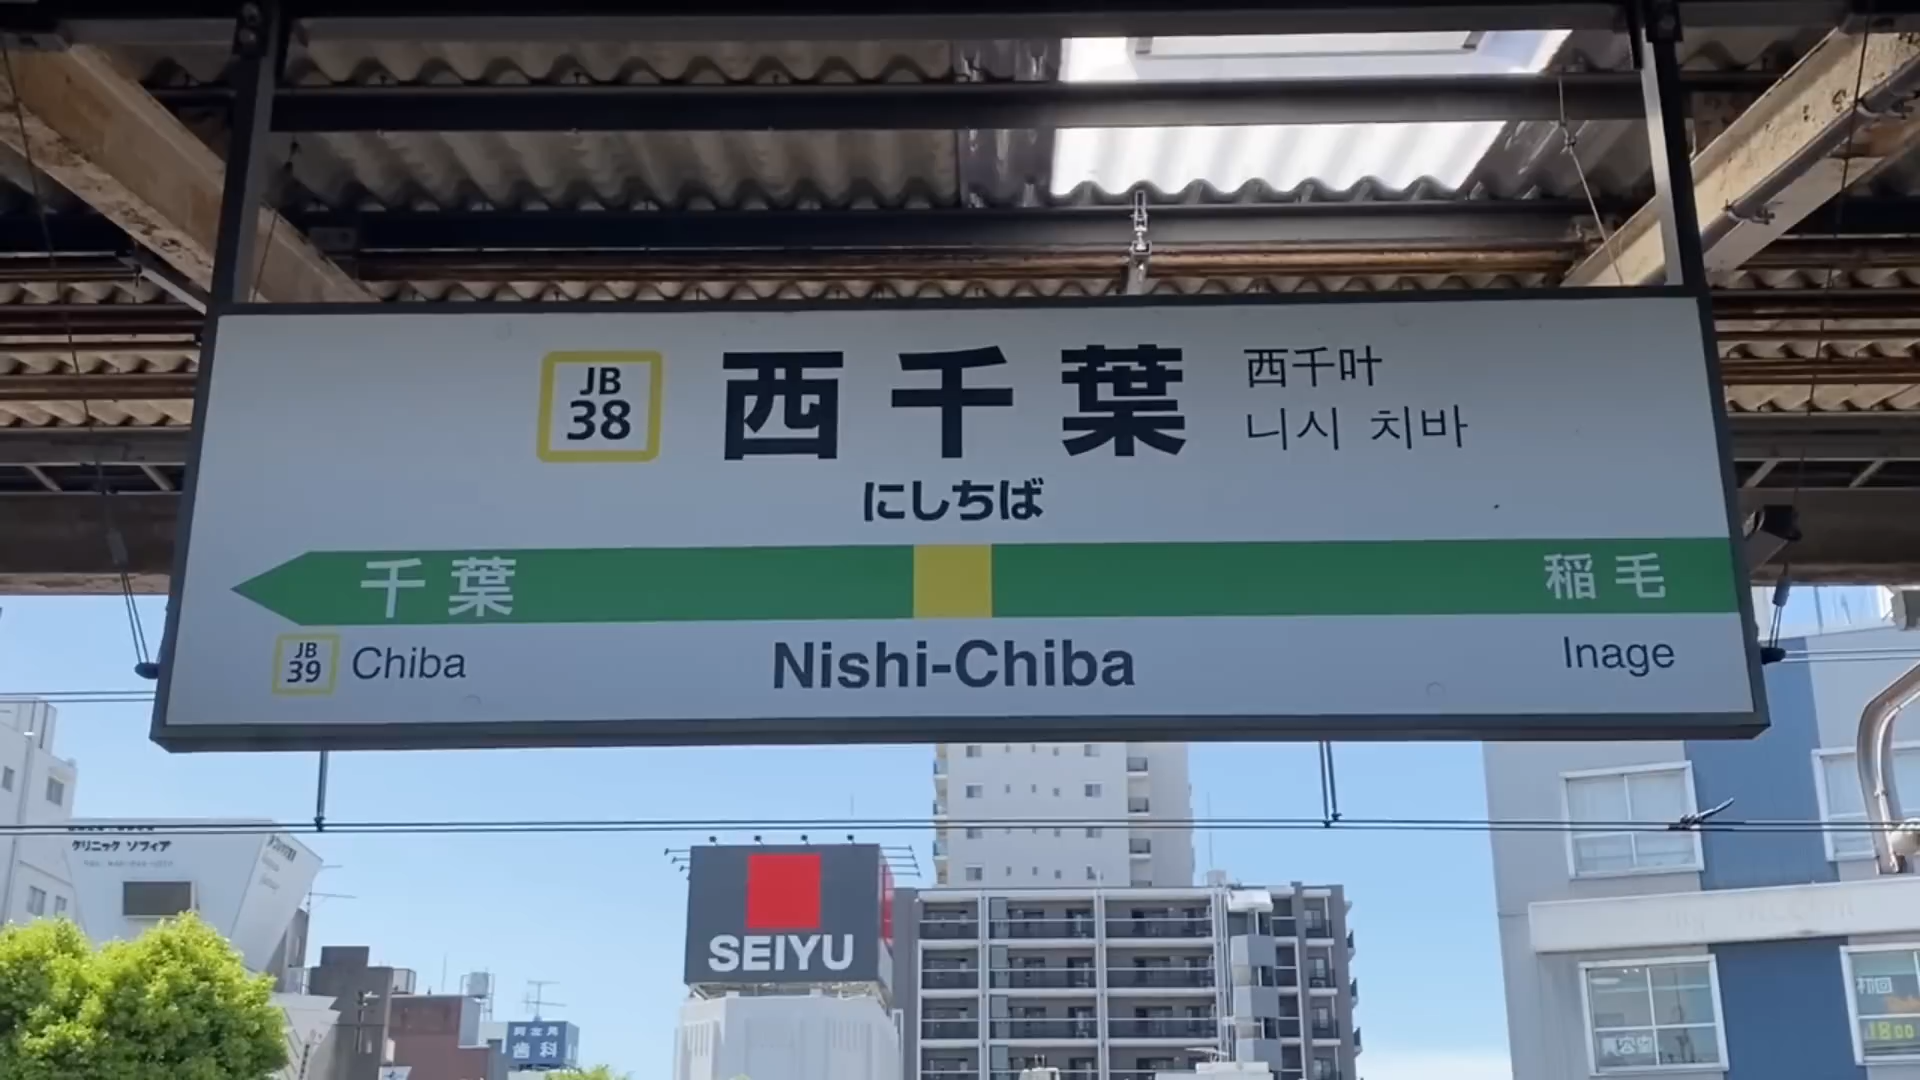 JB
38
西千葉
西千叶
니시 치바
にしちば
千葉
稲毛
JB
39
Chiba
Nishi-Chiba
Inage
クリニック ソフィア
SEIYU
歯科
初回